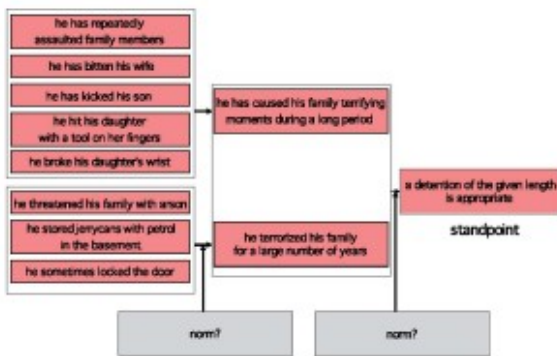 he has repeatedly
assaulted family members
he has bitten his wife
he has kicked his son
he hit his daughter
with a tool on her fingers
he broke his daughter's wrist
he threatened his family with arson
he stored jerrycans with petrol
in the basement
he sometimes locked the door
he has caused his family terrifying
moments during a long period
he terrorized his family
for a large number of years
a detention of the given length
is appropriate
standpoint
norm?
norm?